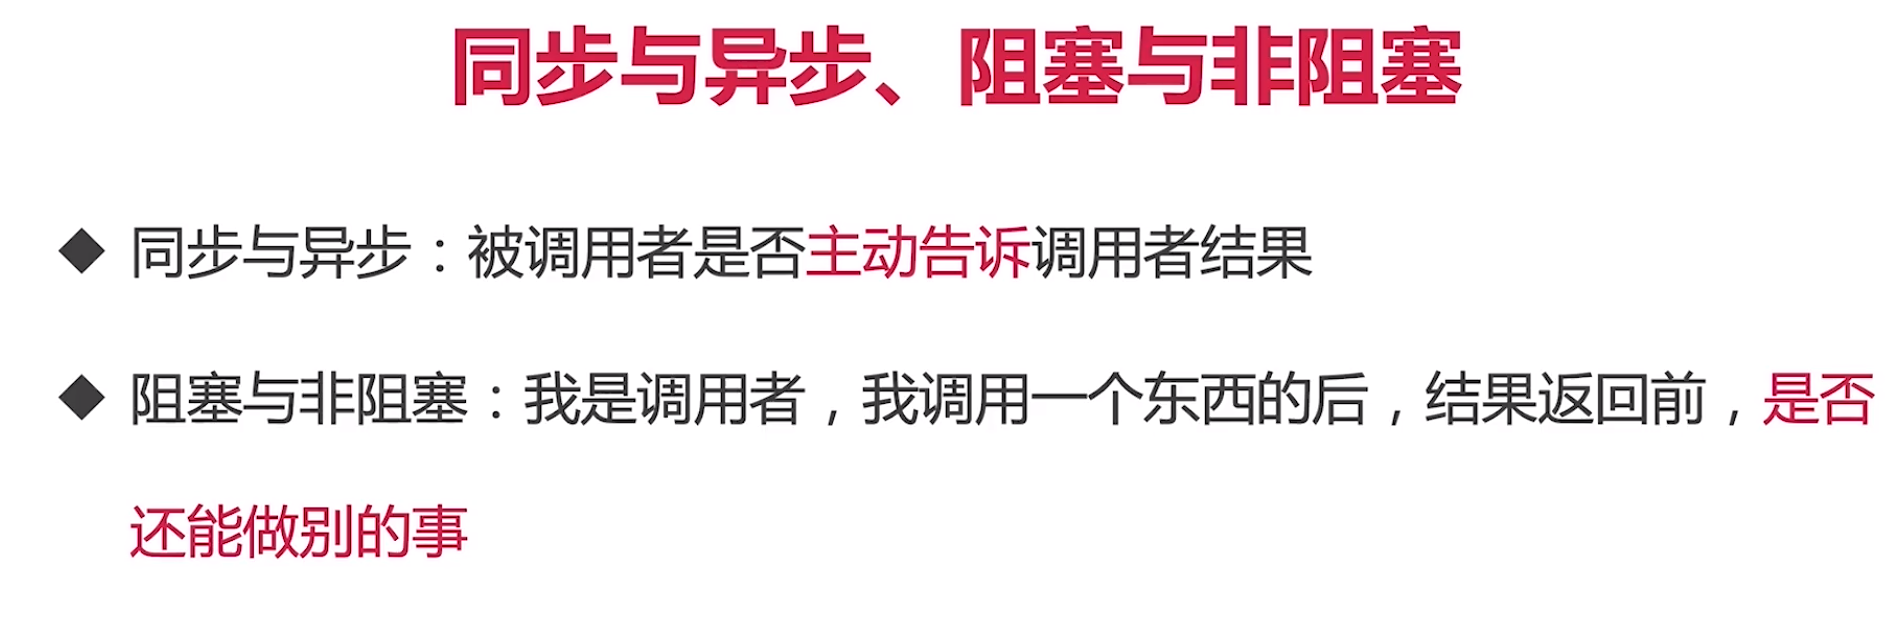 同步与异步、阻塞与非阻塞
同步与异步：被调用者是否主动告诉调用者结果
阻塞与非阻塞：我是调用者，我调用一个东西的后，结果返回前，是否
还能做别的事